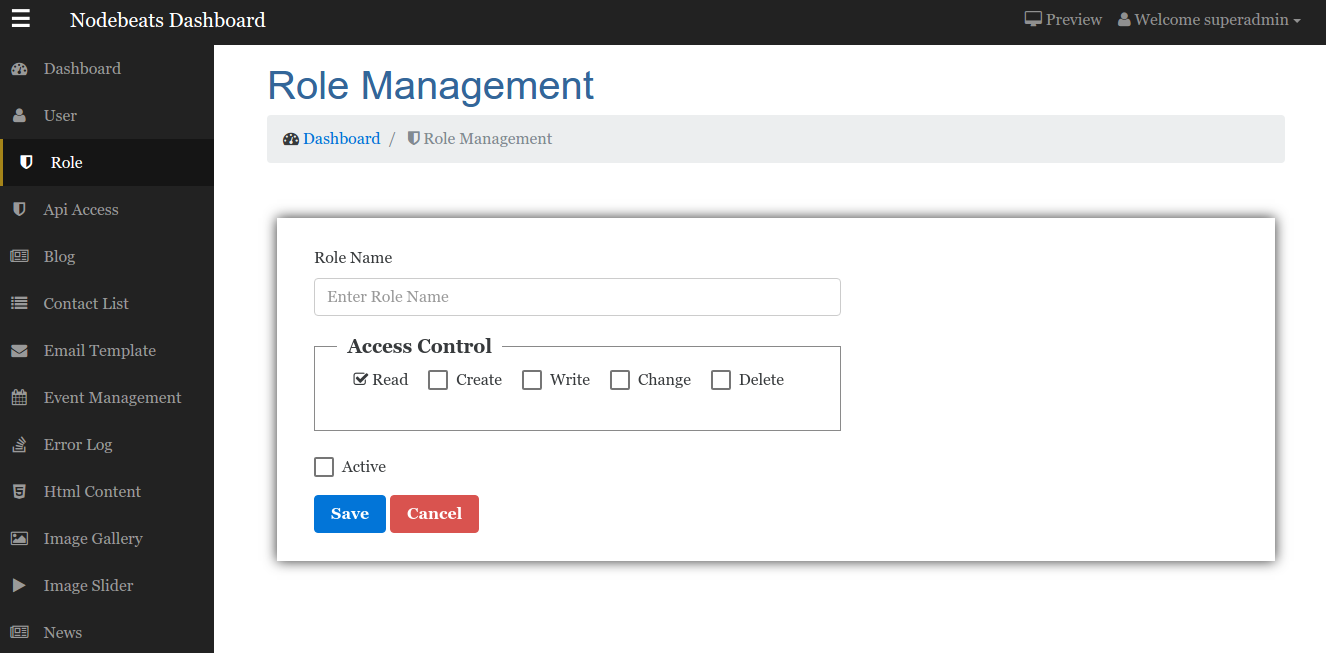 Nodebeats Dashboard
Preview Welcome superadmin
Dashboard
User
Role
Api Access
Blog
Contact List
Email Template
Event Management
Error Log
Html Content
Image Gallery
Image Slider
News
Role Management
Dashboard / Role Management
Role Name
Enter Role Name
Access Control
Read Create Write Change Delete
Active
Save Cancel